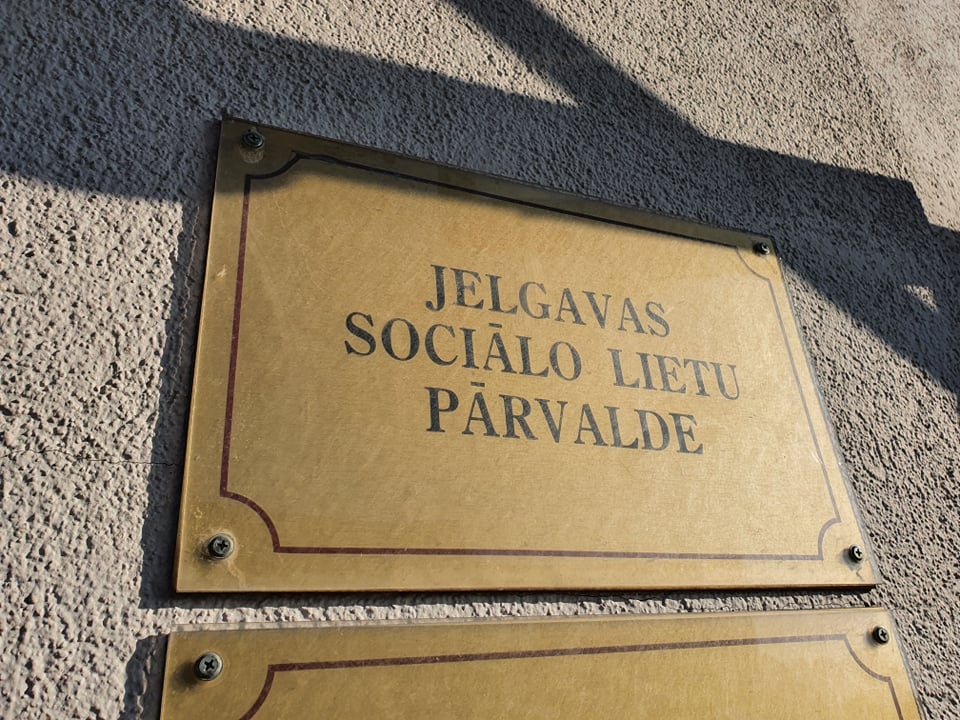 JELGAVAS
SOCIĀLO LIETU
PĀRVALDE